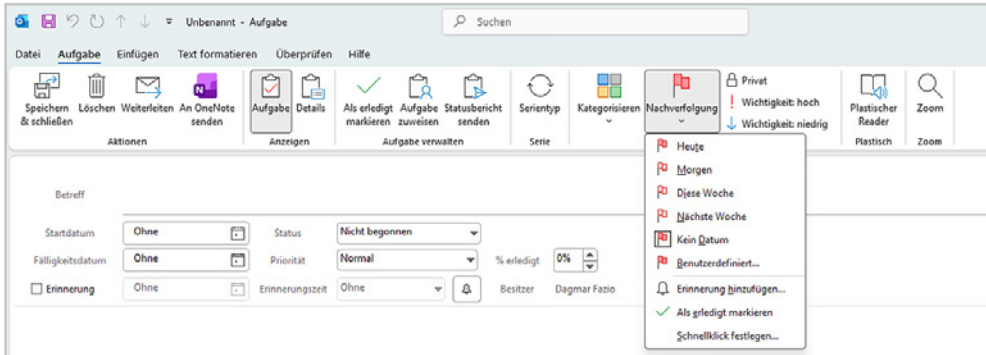 Unbenannt - Aufgabe
Suchen
Datei Aufgabe Einfügen Text formatieren Überprüfen Hilfe
Speichern & schließen
Löschen
Weiterleiten
An OneNote senden
Aktionen
Aufgabe
Details
Anzeigen
Als erledigt markieren
Aufgabe zuweisen
Statusbericht senden
Aufgabe verwalten
Serientyp
Serie
Kategorisieren
Nachverfolgung
Privat
Wichtigkeit: hoch
Wichtigkeit: niedrig
Plastischer Reader
Plastisch
Zoom
Zoom
Heute
Morgen
Diese Woche
Nächste Woche
Kein Datum
Benutzerdefiniert...
Erinnerung hinzufügen...
Als erledigt markieren
Schnellklick festlegen...
Betreff
Startdatum Ohne Status Nicht begonnen
Fälligkeitsdatum Ohne Priorität Normal % erledigt 0%
Erinnerung Ohne Erinnerungszeit Ohne Besitzer Dagmar Fazio